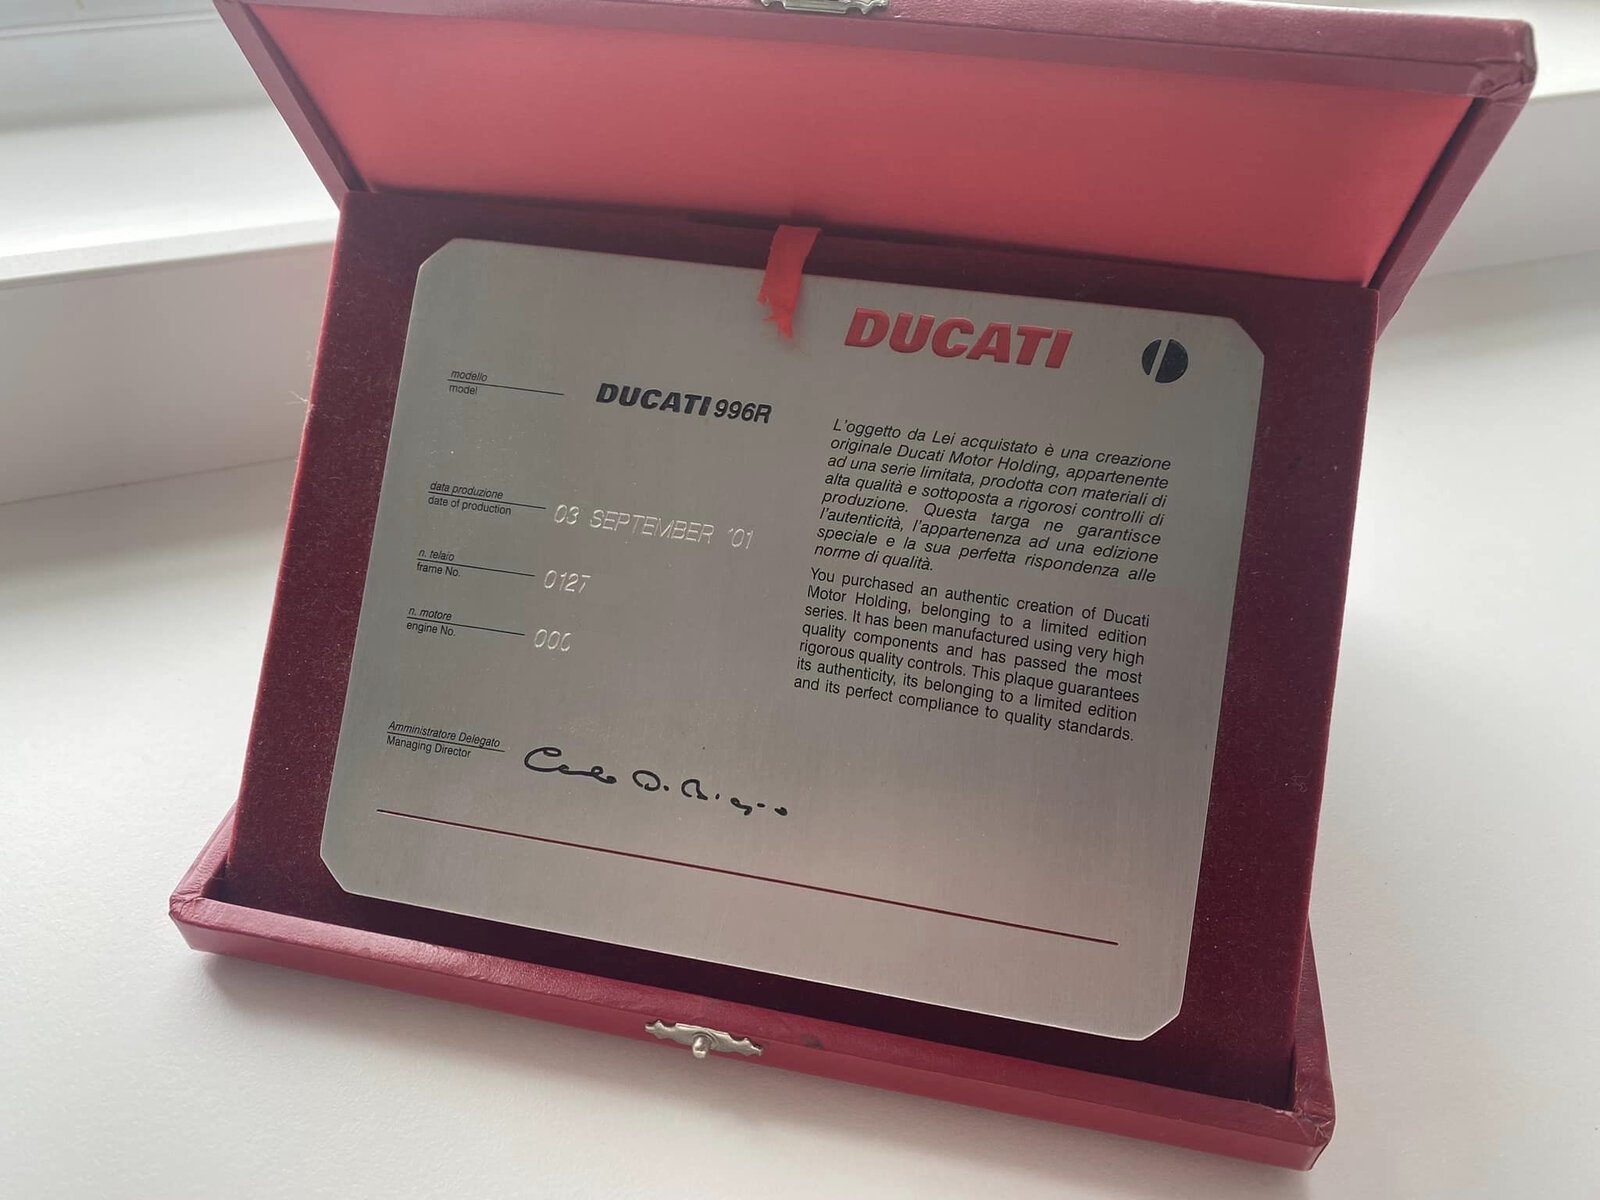 DUCATI
modello
model
DUCATI 996R
data produzione
date of production
03 SEPTEMBER '01
n. telaio
frame No.
0127
n. motore
engine No.
Amministratore Delegato
Managing Director
Carlo Di Biagio
L'oggetto da Lei acquistato è una creazione
originale Ducati Motor Holding, appartenente
ad una serie limitata, prodotta con materiali di
alta qualità e sottoposta a rigorosi controlli di
produzione. Questa targa ne garantisce
l'autenticità, l'appartenenza ad una edizione
speciale e la sua perfetta rispondenza alle
norme di qualità.
You purchased an authentic creation of Ducati
Motor Holding, belonging to a limited edition
series. It has been manufactured using very high
quality components and has passed the most
rigorous quality controls. This plaque guarantees
its authenticity, its belonging to a limited edition
and its perfect compliance to quality standards.